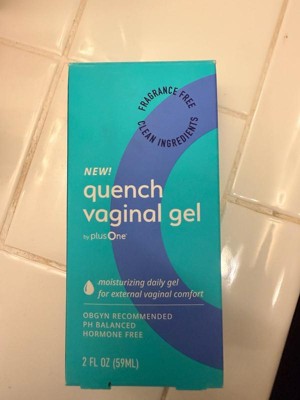 FRAGRANCE FREE
CLEAN INGREDIENTS
NEW!
quench
vaginal gel
by plusOne®
moisturizing daily gel
for external vaginal comfort
OBGYN RECOMMENDED
PH BALANCED
HORMONE FREE
2 FL OZ (59ML)